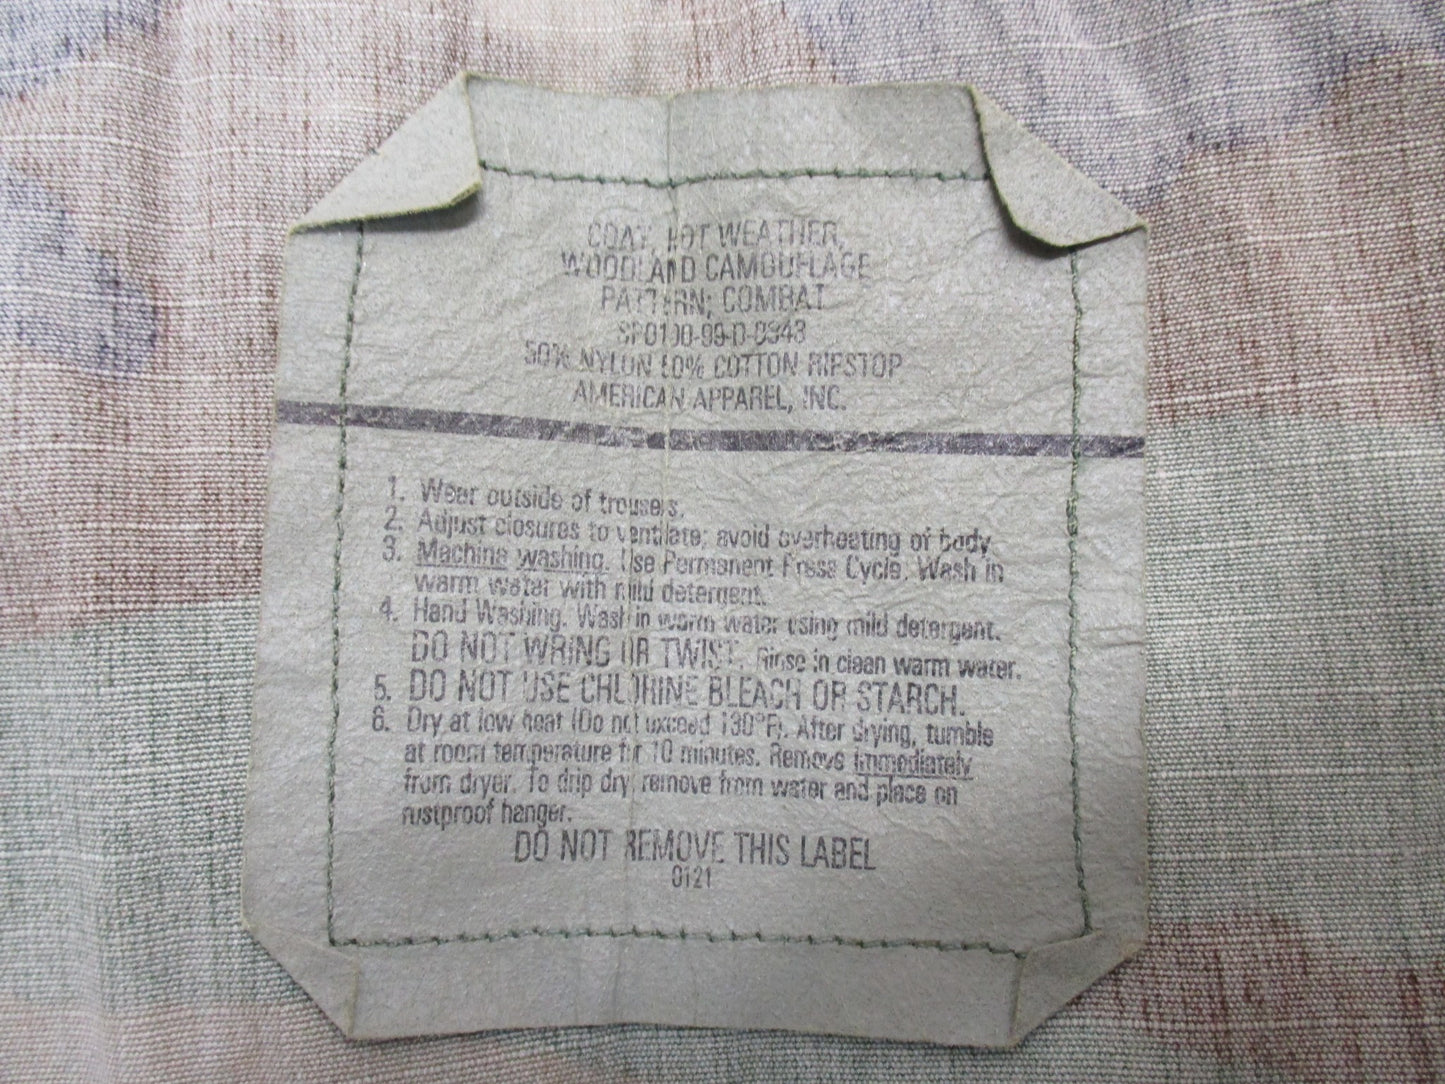 COAT, HOT WEATHER,
WOODLAND CAMOUFLAGE
PATTERN; COMBAT
SP0100-99-D-0343
50% NYLON 50% COTTON RIPSTOP
AMERICAN APPAREL, INC.
1. Wear outside of trousers.
2. Adjust closures to ventilate; avoid overheating of body.
3. Machine washing. Use Permanent Press Cycle. Wash in
warm water with mild detergent.
4. Hand Washing. Wash in warm water using mild detergent.
DO NOT WRING OR TWIST. Rinse in clean warm water.
5. DO NOT USE CHLORINE BLEACH OR STARCH.
6. Dry at low heat (Do not exceed 130°F). After drying, tumble
at room temperature for 10 minutes. Remove immediately
from dryer. To drip dry, remove from water and place on
rustproof hanger.
DO NOT REMOVE THIS LABEL
0121